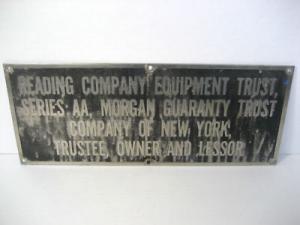 READING COMPANY EQUIPMENT TRUST,
SERIES AA, MORGAN GUARANTY TRUST
COMPANY OF NEW YORK,
TRUSTEE, OWNER AND LESSOR